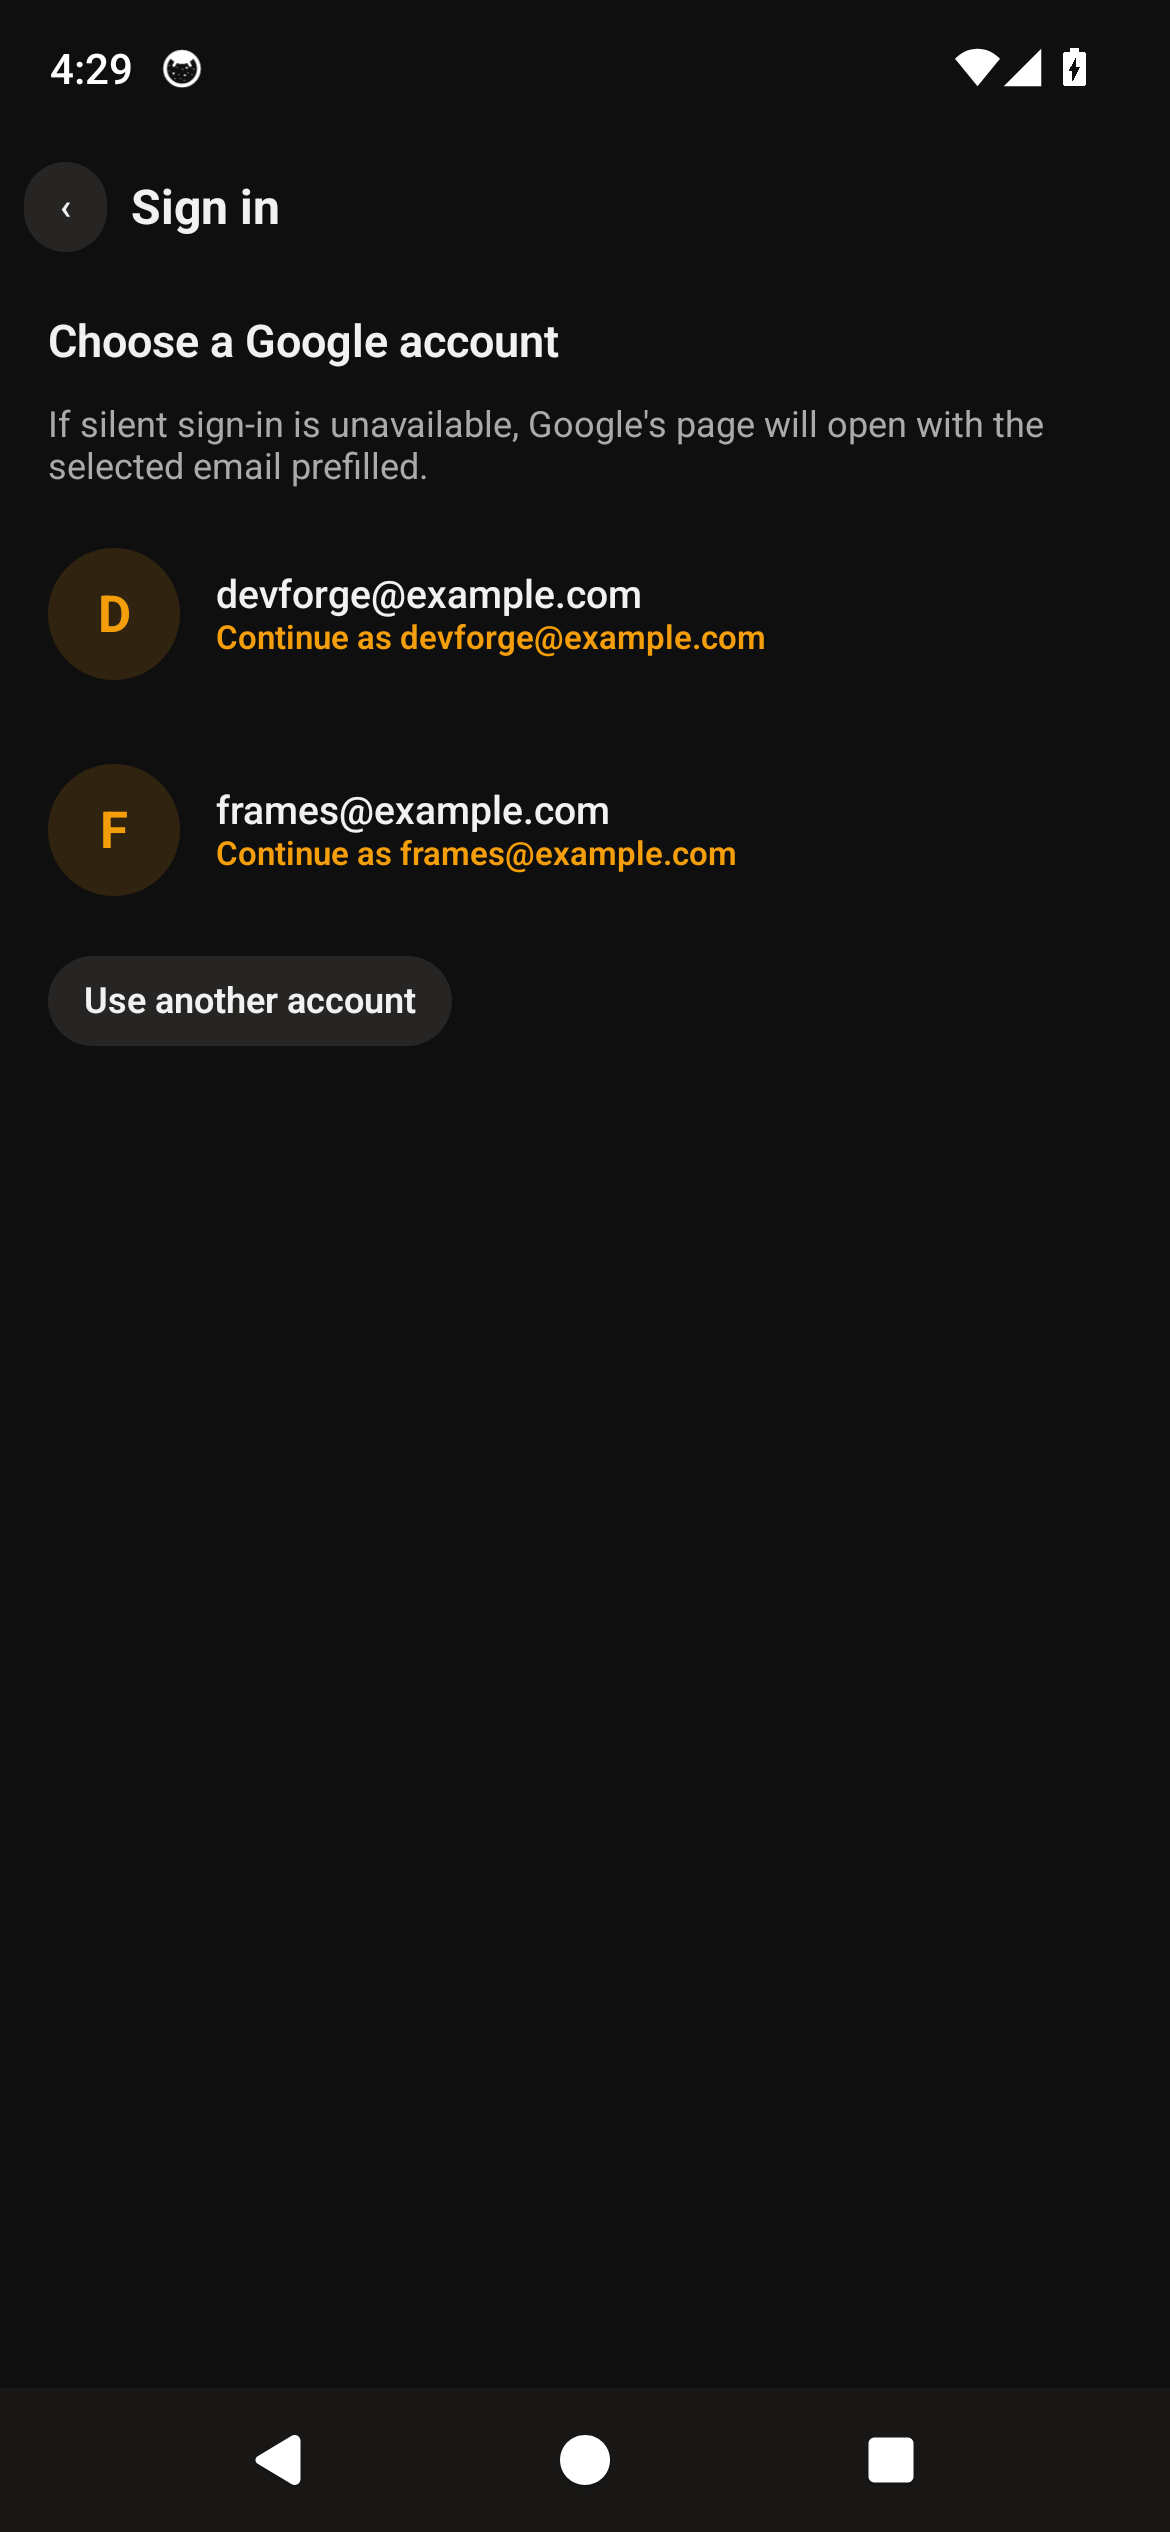 4:29
‹ Sign in
Choose a Google account
If silent sign-in is unavailable, Google's page will open with the
selected email prefilled.
D
devforge@example.com
Continue as devforge@example.com
F
frames@example.com
Continue as frames@example.com
Use another account